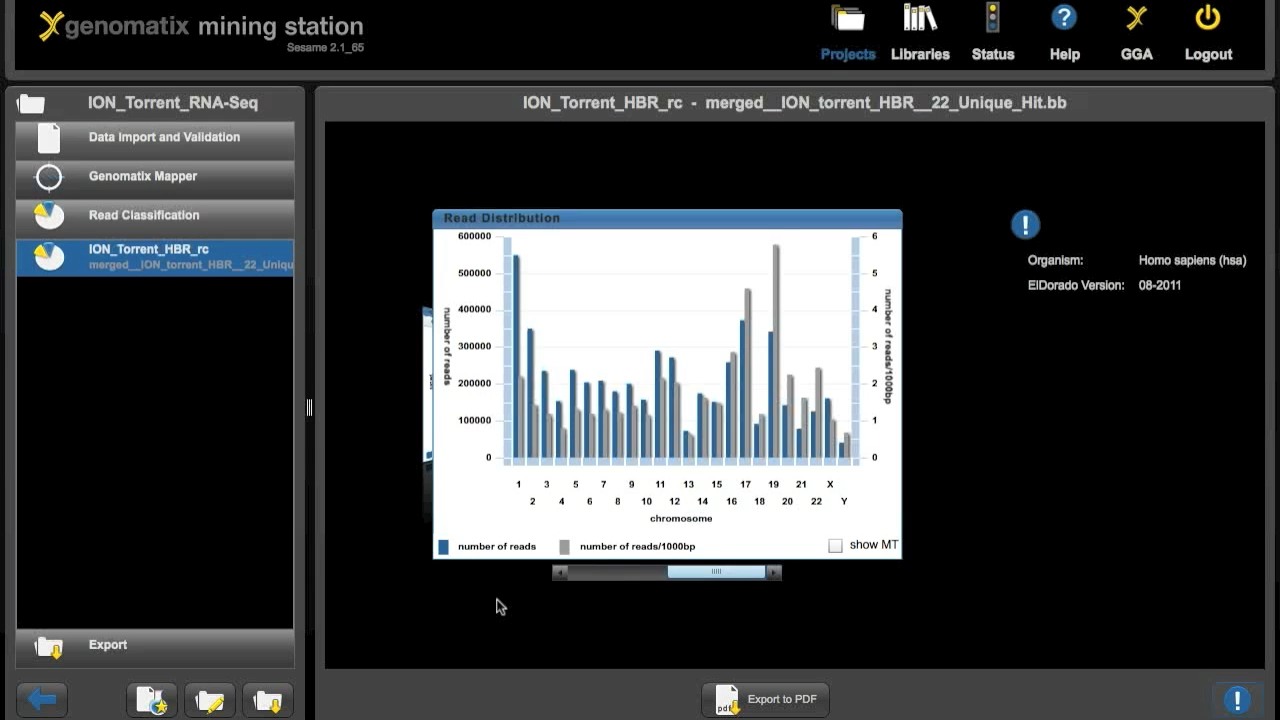 genomatix mining station
Sesame 2.1_65
Projects
Libraries
Status
Help
GGA
Logout
ION_Torrent_RNA-Seq
Data Import and Validation
Genomatix Mapper
Read Classification
ION_Torrent_HBR_rc
merged__ION_torrent_HBR__22_Uniqu
Export
ION_Torrent_HBR_rc - merged__ION_torrent_HBR__22_Unique_Hit.bb
Read Distribution
600000
500000
400000
300000
200000
100000
0
number of reads
6
5
4
3
2
1
0
number of reads/1000bp
1 3 5 7 9 11 13 15 17 19 21 X
2 4 6 8 10 12 14 16 18 20 22 Y
chromosome
number of reads
number of reads/1000bp
show MT
Organism: Homo sapiens (hsa)
ElDorado Version: 08-2011
pdf
Export to PDF